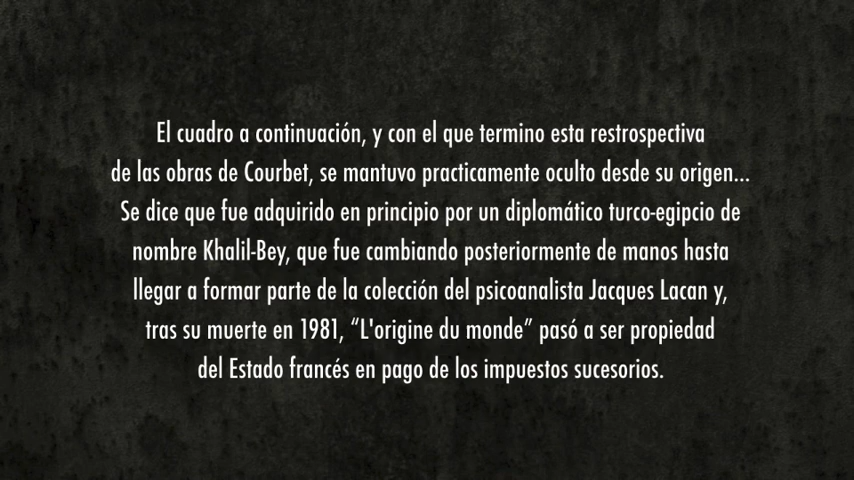 El cuadro a continuación, y con el que termino esta restrospectiva
de las obras de Courbet, se mantuvo practicamente oculto desde su origen...
Se dice que fue adquirido en principio por un diplomático turco-egipcio de
nombre Khalil-Bey, que fue cambiando posteriormente de manos hasta
llegar a formar parte de la colección del psicoanalista Jacques Lacan y,
tras su muerte en 1981, “L'origine du monde” pasó a ser propiedad
del Estado francés en pago de los impuestos sucesorios.